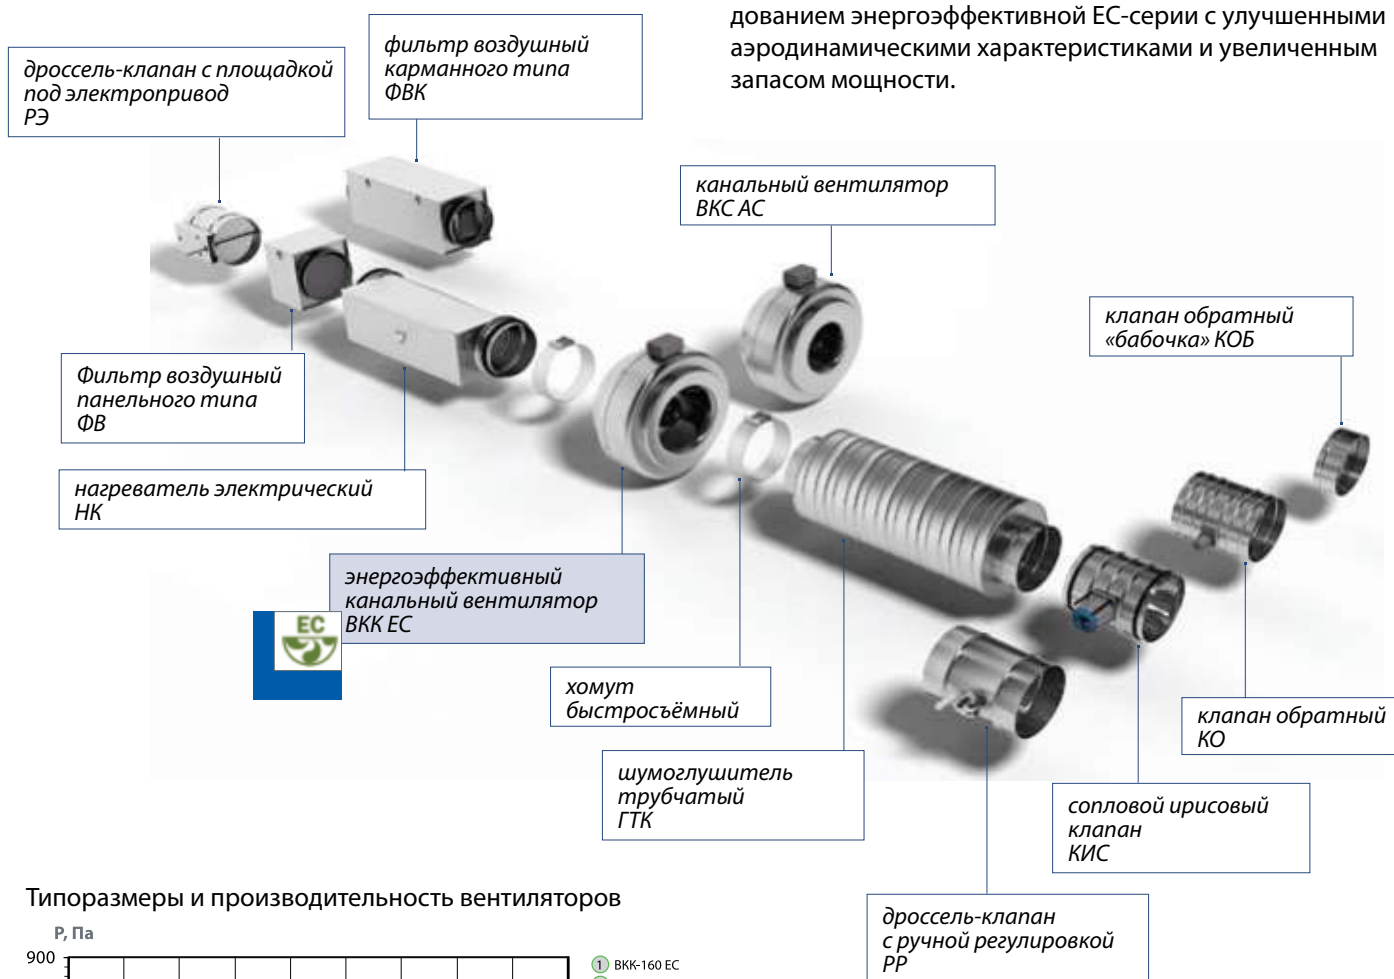 дованием энергоэффективной ЕС-серии с улучшенными
аэродинамическими характеристиками и увеличенным
запасом мощности.
фильтр воздушный
карманного типа
ФВК
дроссель-клапан с площадкой
под электропривод
РЭ
канальный вентилятор
ВКС АС
клапан обратный
«бабочка» КОБ
Фильтр воздушный
панельного типа
ФВ
нагреватель электрический
НК
энергоэффективный
канальный вентилятор
ВКК ЕС
EC
хомут
быстросъёмный
клапан обратный
КО
шумоглушитель
трубчатый
ГТК
сопловой ирисовый
клапан
КИС
дроссель-клапан
с ручной регулировкой
РР
Типоразмеры и производительность вентиляторов
Р, Па
900
1 ВКК-160 ЕС